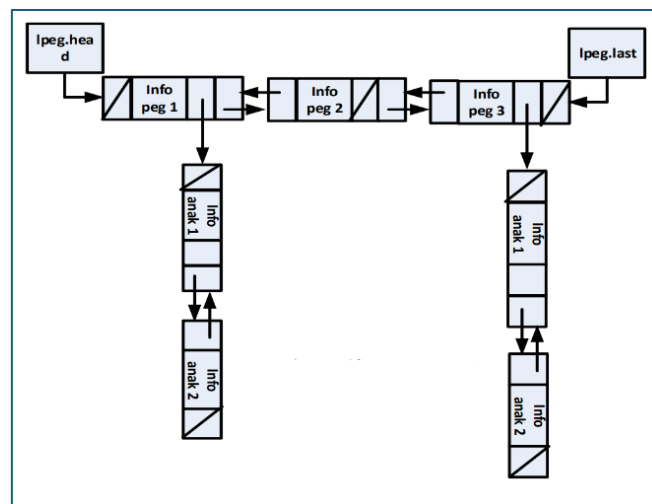 lpeg.hea
d
lpeg.last
Info
peg 1
Info
peg 2
Info
peg 3
Info
anak 1
Info
anak 2
Info
anak 1
Info
anak 2